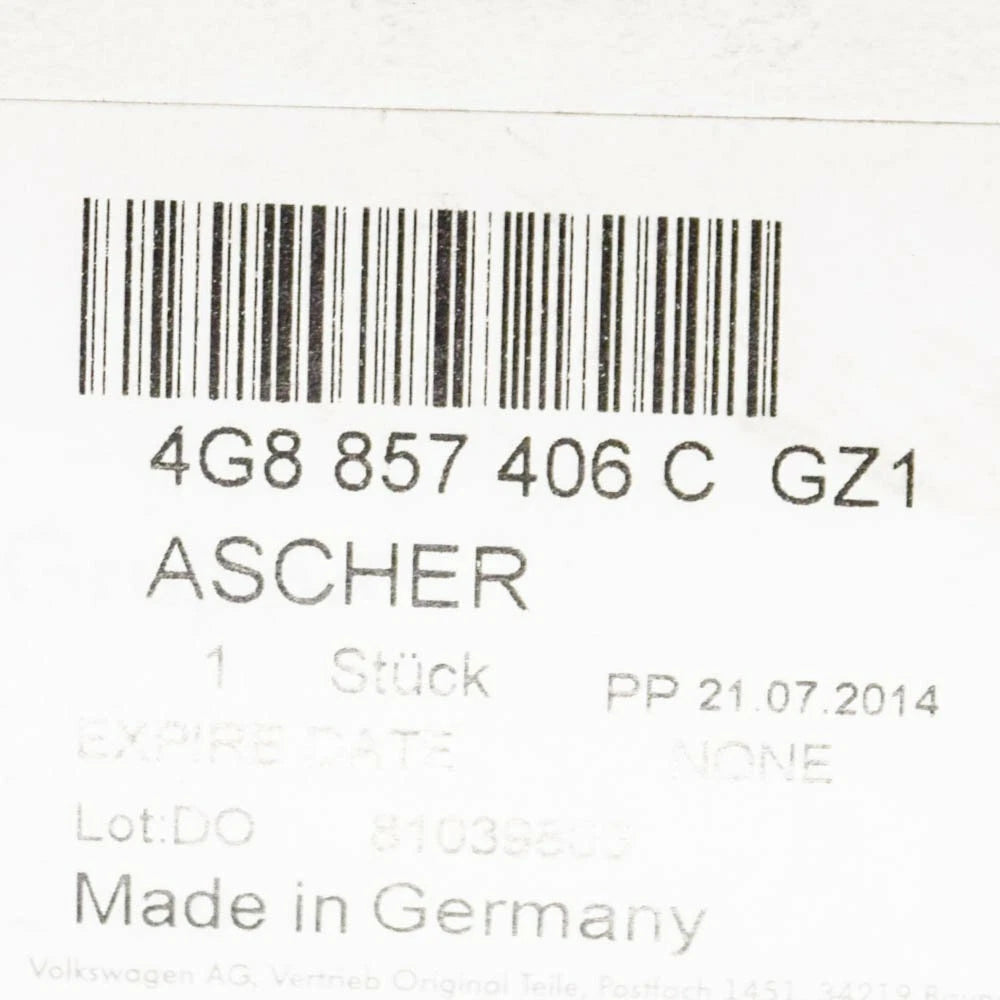 4G8 857 406 C GZ1
ASCHER
1 Stück PP 21.07.2014
EXPIRE DATE NONE
Lot:DO
Made in Germany
Volkswagen AG, Vertrieb Original Teile, Postfach 1451, 34219